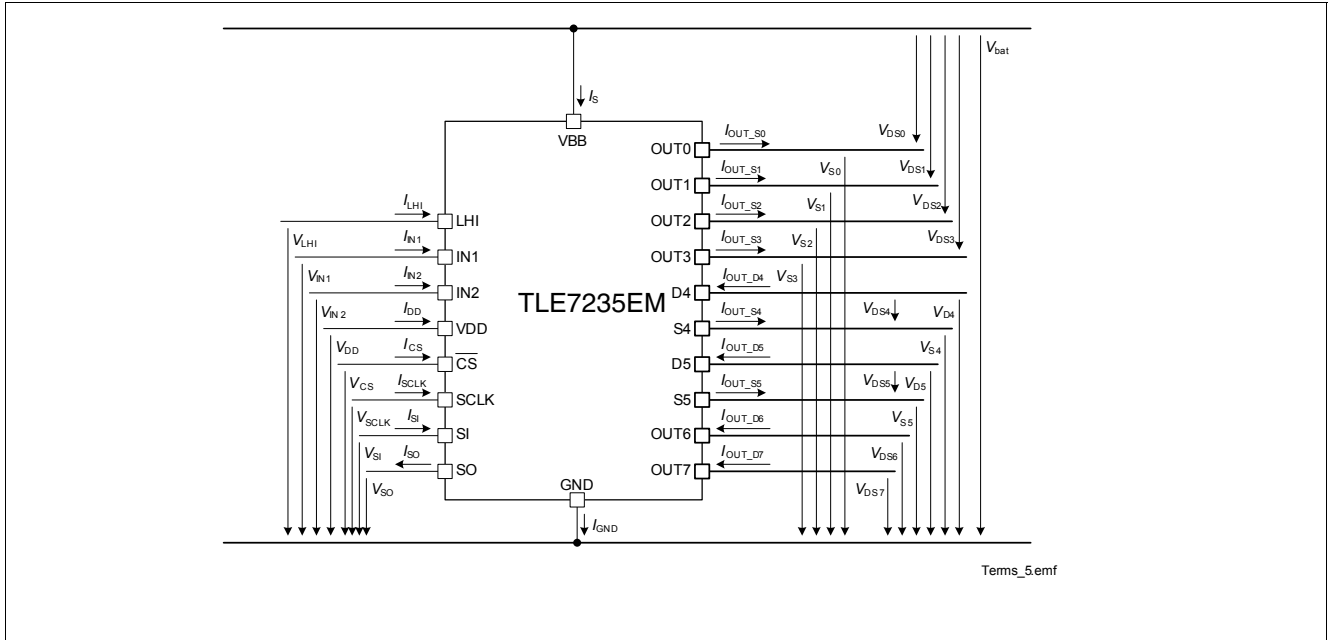 V_bat
I_S
VBB
I_OUT_S0
OUT0
V_DS0
I_OUT_S1
OUT1
V_S0
V_DS1
I_LHI
LHI
I_OUT_S2
OUT2
V_S1
V_DS2
V_LHI
I_IN1
IN1
I_OUT_S3
OUT3
V_S2
V_DS3
V_IN1
I_IN2
IN2
TLE7235EM
I_OUT_D4
D4
V_S3
V_IN2
I_DD
VDD
I_OUT_S4
S4
V_DS4
V_D4
V_DD
I_CS
CS
I_OUT_D5
D5
V_S4
V_CS
I_SCLK
SCLK
I_OUT_S5
S5
V_DS5
V_D5
V_SCLK
I_SI
SI
I_OUT_D6
OUT6
V_S5
V_SI
I_SO
SO
I_OUT_D7
OUT7
V_DS6
V_SO
GND
V_DS7
I_GND
Terms_5.emf